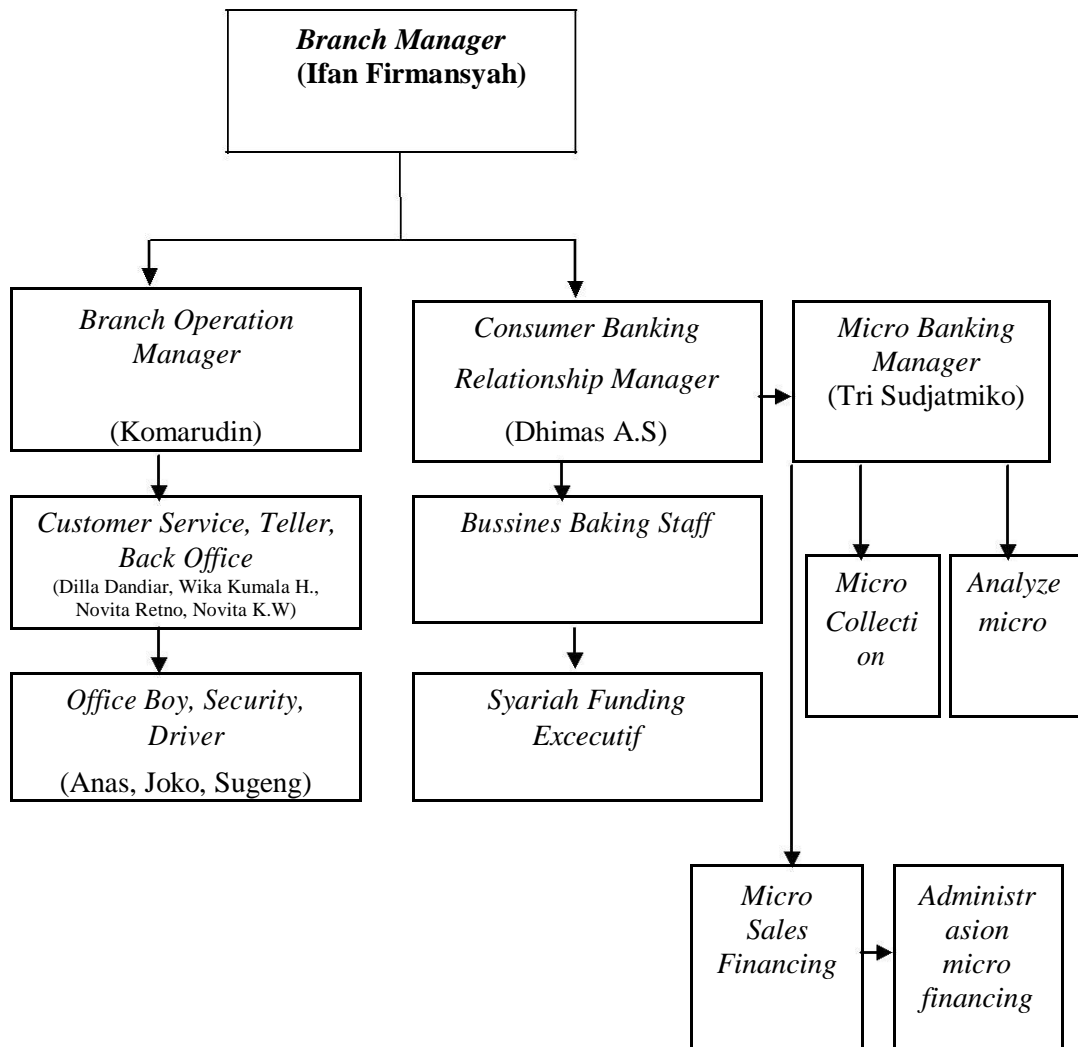 Branch Manager
(Ifan Firmansyah)
Branch Operation
Manager
(Komarudin)
Consumer Banking
Relationship Manager
(Dhimas A.S)
Micro Banking
Manager
(Tri Sudjatmiko)
Customer Service, Teller,
Back Office
(Dilla Dandiar, Wika Kumala H.,
Novita Retno, Novita K.W)
Bussines Baking Staff
Micro
Collecti
on
Analyze
micro
Office Boy, Security,
Driver
(Anas, Joko, Sugeng)
Syariah Funding
Excecutif
Micro
Sales
Financing
Administr
asion
micro
financing